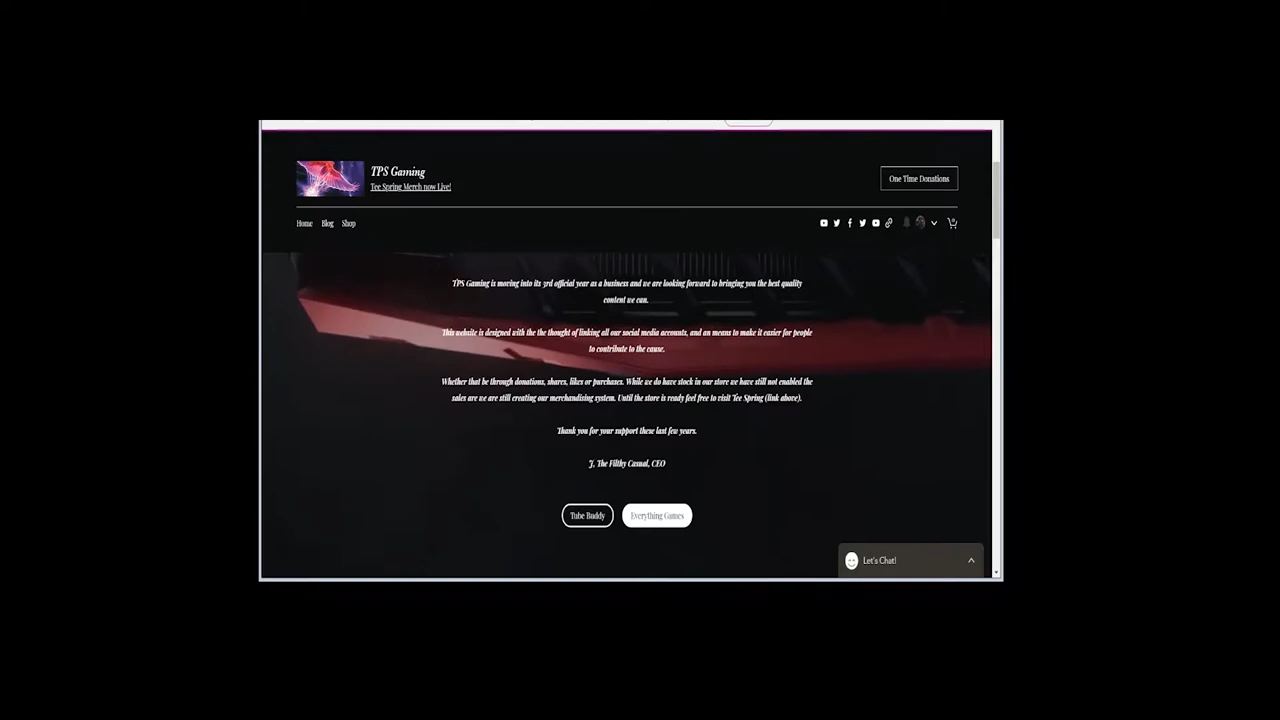 TPS Gaming
Tee Spring Merch now Live!
One Time Donations
Home Blog Shop
0
TPS Gaming is moving into its 3rd official year as a business and we are looking forward to bringing you the best quality
content we can.
This website is designed with the the thought of linking all our social media accounts, and an means to make it easier for people
to contribute to the cause.
Whether that be through donations, shares, likes or purchases. While we do have stock in our store we have still not enabled the
sales are we are still creating our merchandising system. Until the store is ready feel free to visit Tee Spring (link above).
Thank you for your support these last few years.
J, The Filthy Casual, CEO
Tube Buddy Everything Games
Let's Chat!